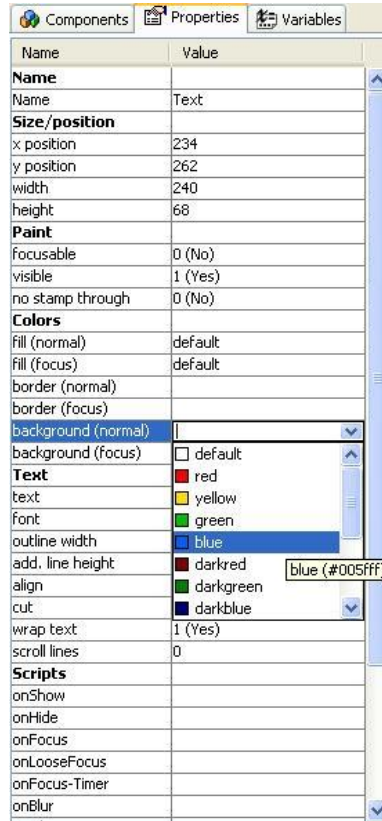 Components Properties Variables
Name Value
Name
Name Text
Size/position
x position 234
y position 262
width 240
height 68
Paint
focusable 0 (No)
visible 1 (Yes)
no stamp through 0 (No)
Colors
fill (normal) default
fill (focus) default
border (normal)
border (focus)
background (normal)
background (focus) default
Text red
text yellow
font green
outline width blue
add. line height darkred blue (#005fff)
align darkgreen
cut darkblue
wrap text 1 (Yes)
scroll lines 0
Scripts
onShow
onHide
onFocus
onLooseFocus
onFocus-Timer
onBlur